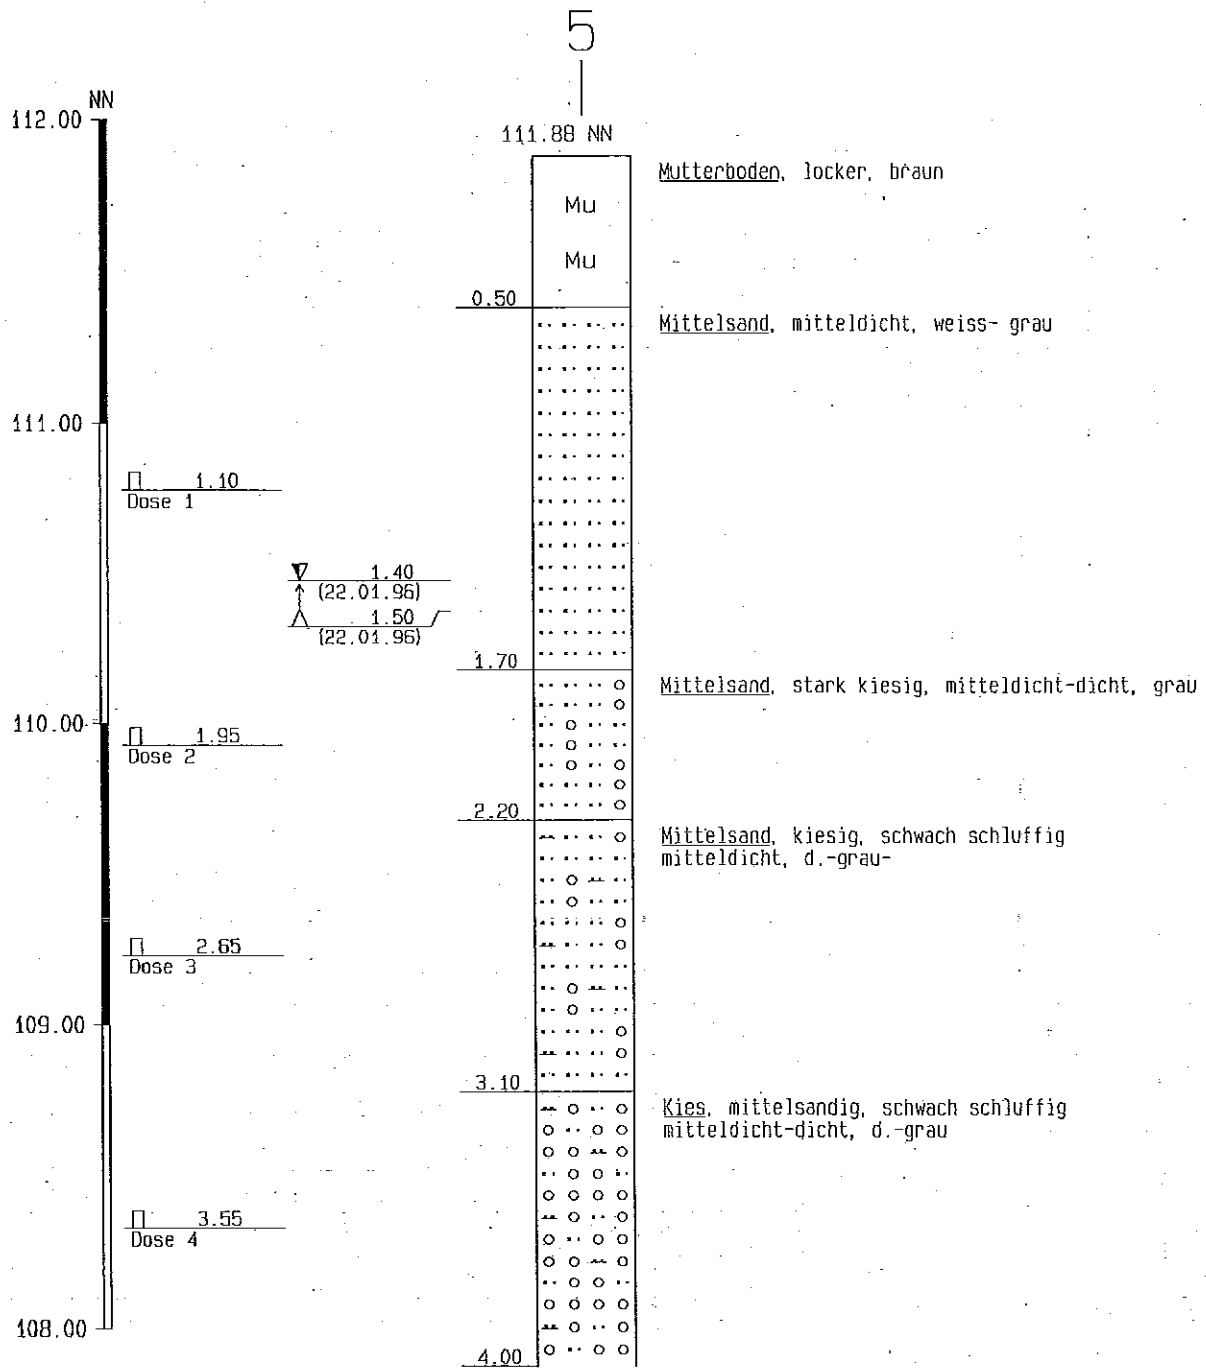 5
NN
112.00
111.88 NN
Mutterboden, locker, braun
Mu
Mu
0.50
Mittelsand, mitteldicht, weiss- grau
111.00
1.10
Dose 1
1.40
(22.01.96)
1.50
(22.01.96)
1.70
Mittelsand, stark kiesig, mitteldicht-dicht, grau
110.00
1.95
Dose 2
2.20
Mittelsand, kiesig, schwach schluffig
mitteldicht, d.-grau-
2.65
Dose 3
109.00
3.10
Kies, mittelsandig, schwach schluffig
mitteldicht-dicht, d.-grau
3.55
Dose 4
108.00
4.00